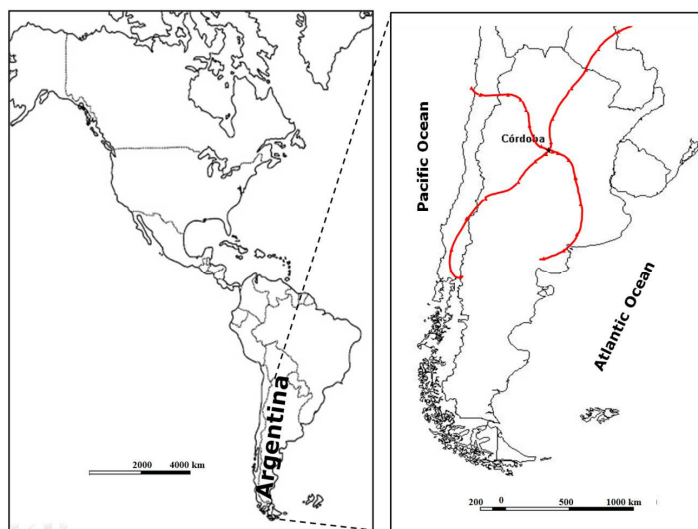 Argentina
2000 4000 km
Pacific Ocean
Córdoba
Atlantic Ocean
200 0 500 1000 km